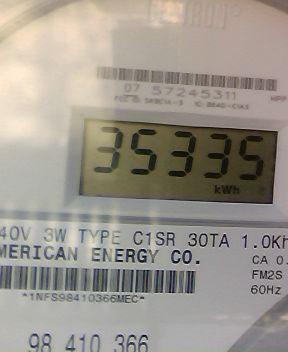 07 57245311
35335
kWh
40V 3W TYPE C1SR 30TA 1.0Kh
MERICAN ENERGY CO.
CA 0.
FM2S
*1NFS98410366MEC*
60Hz
98 410 366